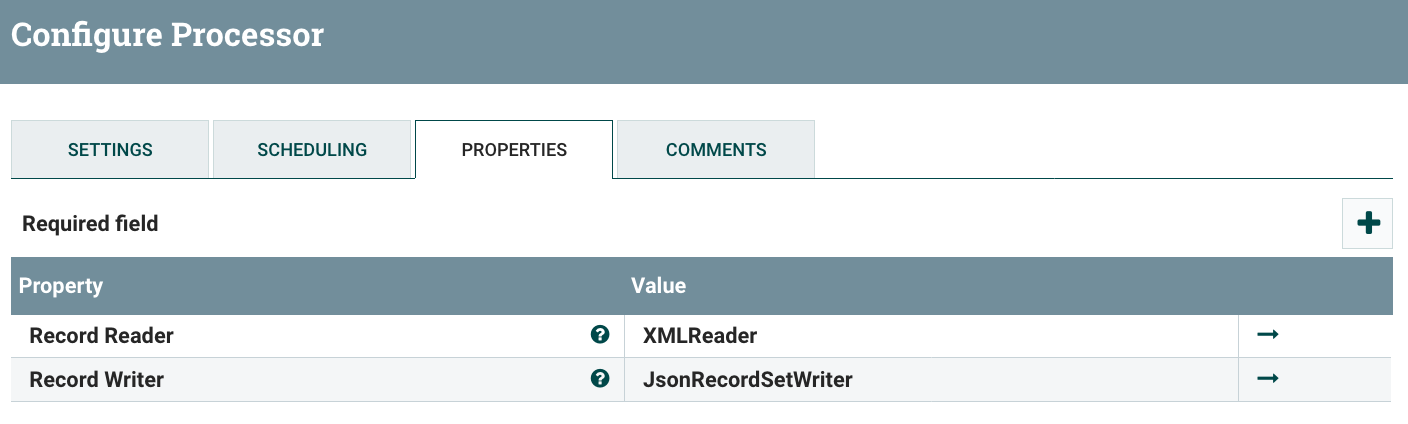 Configure Processor
SETTINGS SCHEDULING PROPERTIES COMMENTS
Required field
Property Value
Record Reader XMLReader
Record Writer JsonRecordSetWriter